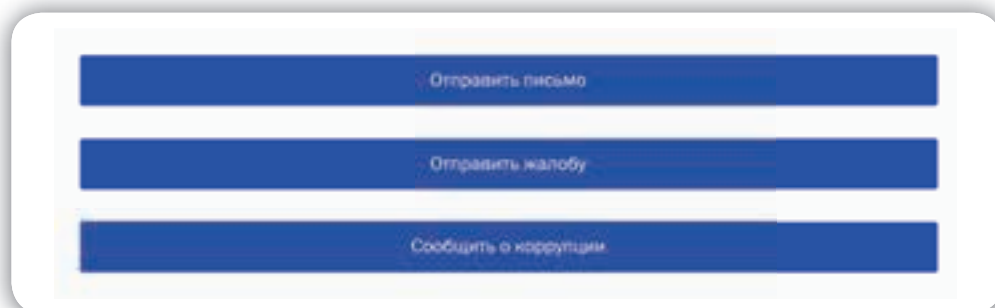 Отправить письмо
Отправить жалобу
Сообщить о коррупции